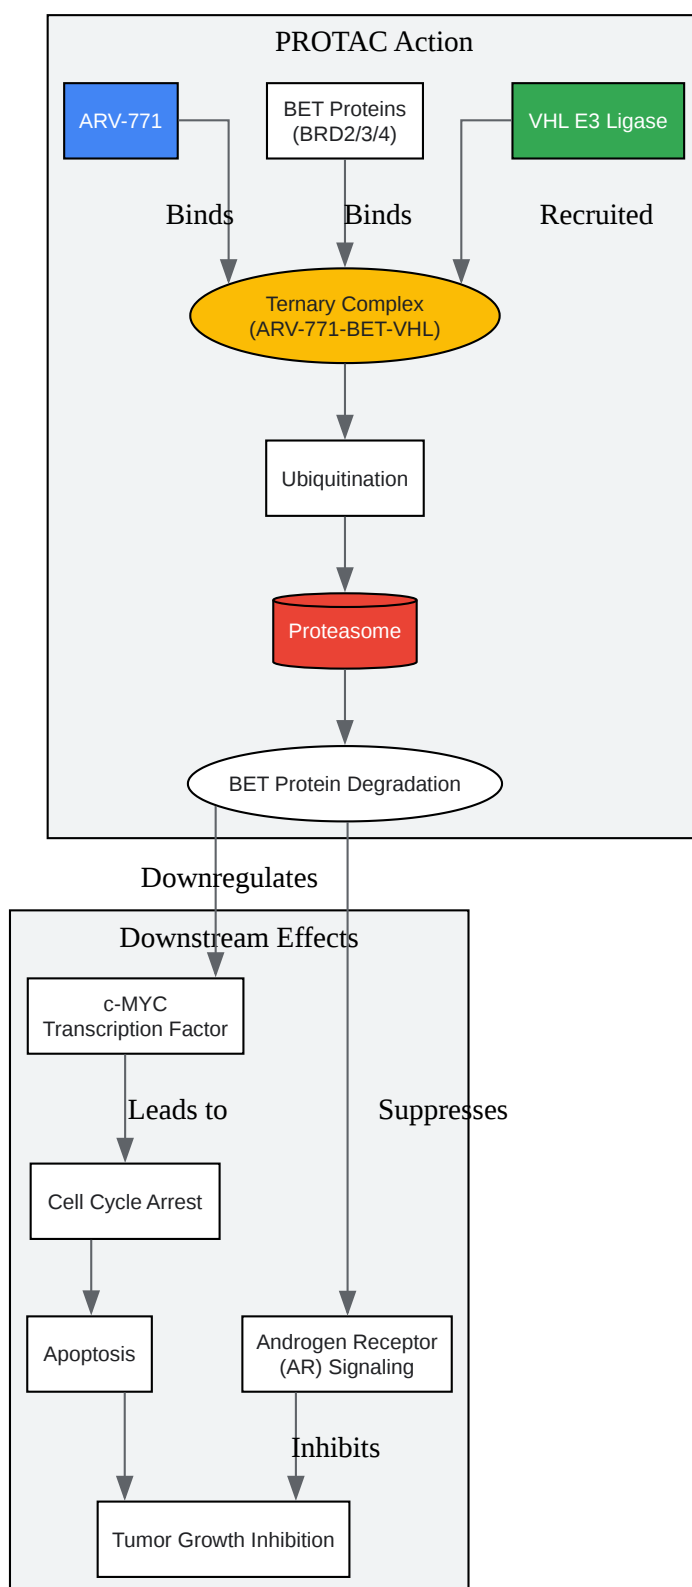 PROTAC Action
ARV-771
BET Proteins
(BRD2/3/4)
VHL E3 Ligase
Binds
Binds
Recruited
Ternary Complex
(ARV-771-BET-VHL)
Ubiquitination
Proteasome
BET Protein Degradation
Downregulates
Downstream Effects
c-MYC
Transcription Factor
Leads to
Suppresses
Cell Cycle Arrest
Apoptosis
Androgen Receptor
(AR) Signaling
Inhibits
Tumor Growth Inhibition